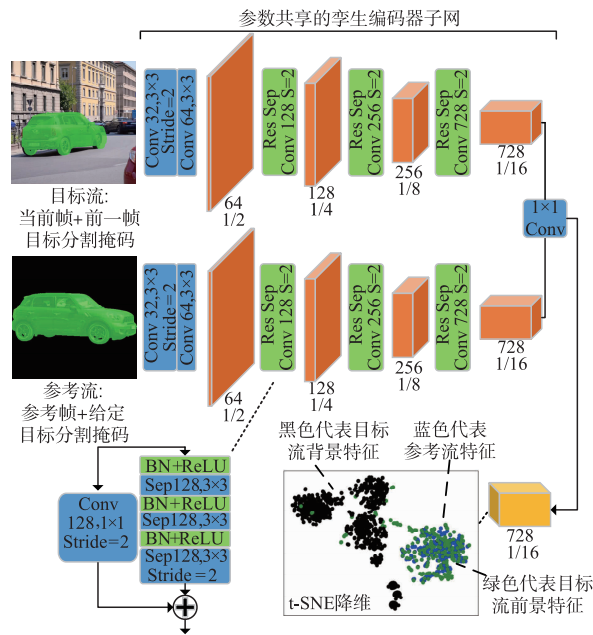 参数共享的孪生编码器子网
Conv 32,3×3
Stride=2
Conv 64,3×3
64
1/2
Res Sep
Conv 128 S=2
128
1/4
Res Sep
Conv 256 S=2
256
1/8
Res Sep
Conv 728 S=2
728
1/16
目标流:
当前帧+前一帧
目标分割掩码
1×1
Conv
Conv 32,3×3
Stride=2
Conv 64,3×3
64
1/2
Res Sep
Conv 128 S=2
128
1/4
Res Sep
Conv 256 S=2
256
1/8
Res Sep
Conv 728 S=2
728
1/16
参考流:
参考帧+给定
目标分割掩码
Conv
128,1×1
Stride=2
BN+ReLU
Sep128,3×3
BN+ReLU
Sep128,3×3
BN+ReLU
Sep128,3×3
Stride=2
黑色代表目标
流背景特征
蓝色代表
参考流特征
t-SNE降维
728
1/16
绿色代表目标
流前景特征